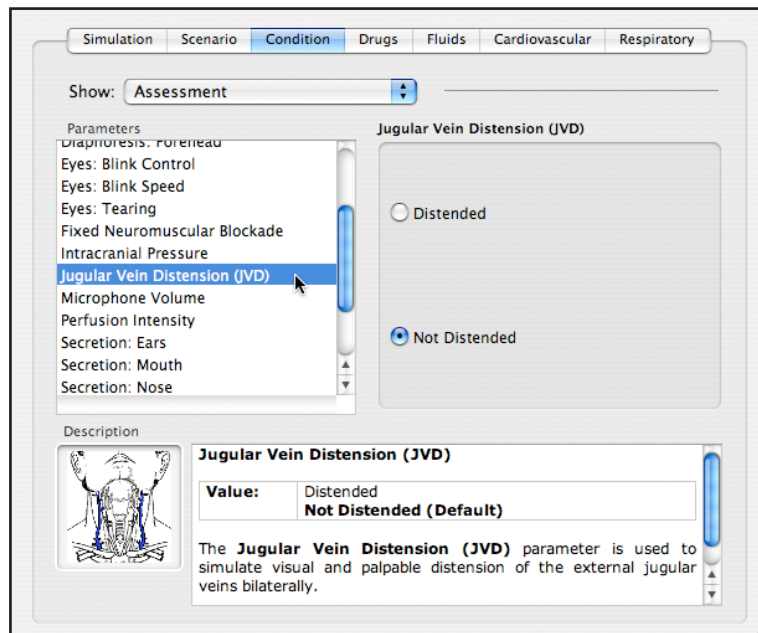 Simulation Scenario Condition Drugs Fluids Cardiovascular Respiratory
Show: Assessment
Parameters
Diaphoresis: Forehead
Eyes: Blink Control
Eyes: Blink Speed
Eyes: Tearing
Fixed Neuromuscular Blockade
Intracranial Pressure
Jugular Vein Distension (JVD)
Microphone Volume
Perfusion Intensity
Secretion: Ears
Secretion: Mouth
Secretion: Nose
Jugular Vein Distension (JVD)
Distended
Not Distended
Description
Jugular Vein Distension (JVD)
Value: Distended
Not Distended (Default)
The Jugular Vein Distension (JVD) parameter is used to
simulate visual and palpable distension of the external jugular
veins bilaterally.